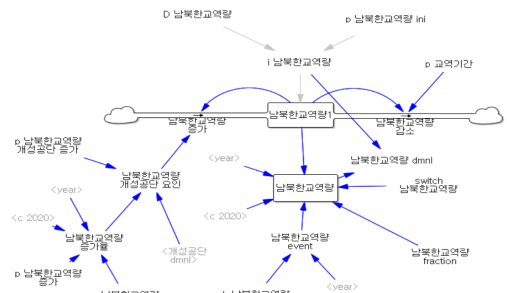 D 남북한교역량
p 남북한교역량 ini
i 남북한교역량
p 교역기간
남북한교역량
증가
남북한교역량1
남북한교역량
감소
p 남북한교역량
개성공단 증가
<year>
남북한교역량 dmnl
남북한교역량
개성공단 요인
switch
남북한교역량
<year>
남북한교역량
<c 2020>
<c 2020>
남북한교역량
증가율
<개성공단
dmnl>
남북한교역량
event
남북한교역량
fraction
p 남북한교역량
증가
<year>